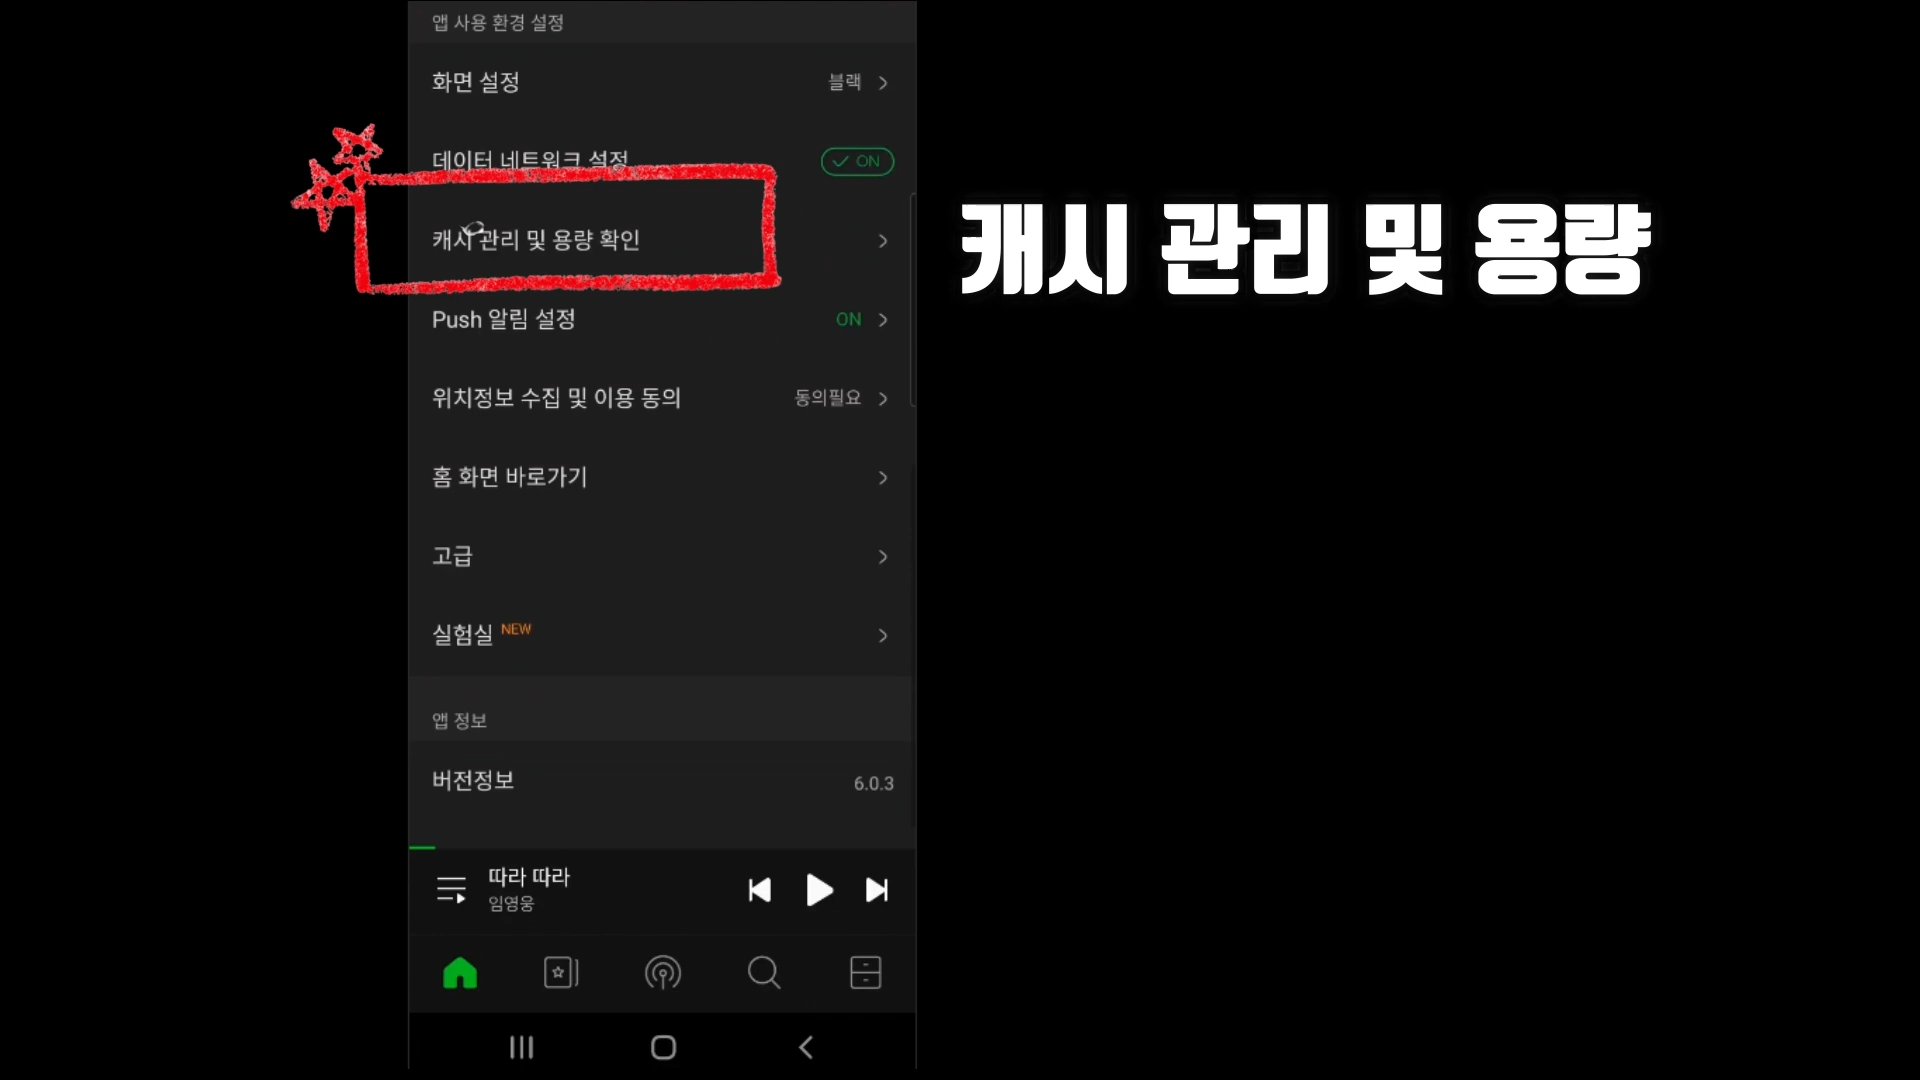 앱 사용 환경 설정
화면 설정 블랙
데이터 네트워크 설정 ON
캐시 관리 및 용량 확인
캐시 관리 및 용량
Push 알림 설정 ON
위치정보 수집 및 이용 동의 동의필요
홈 화면 바로가기
고급
실험실 NEW
앱 정보
버전정보 6.0.3
따라 따라
임영웅